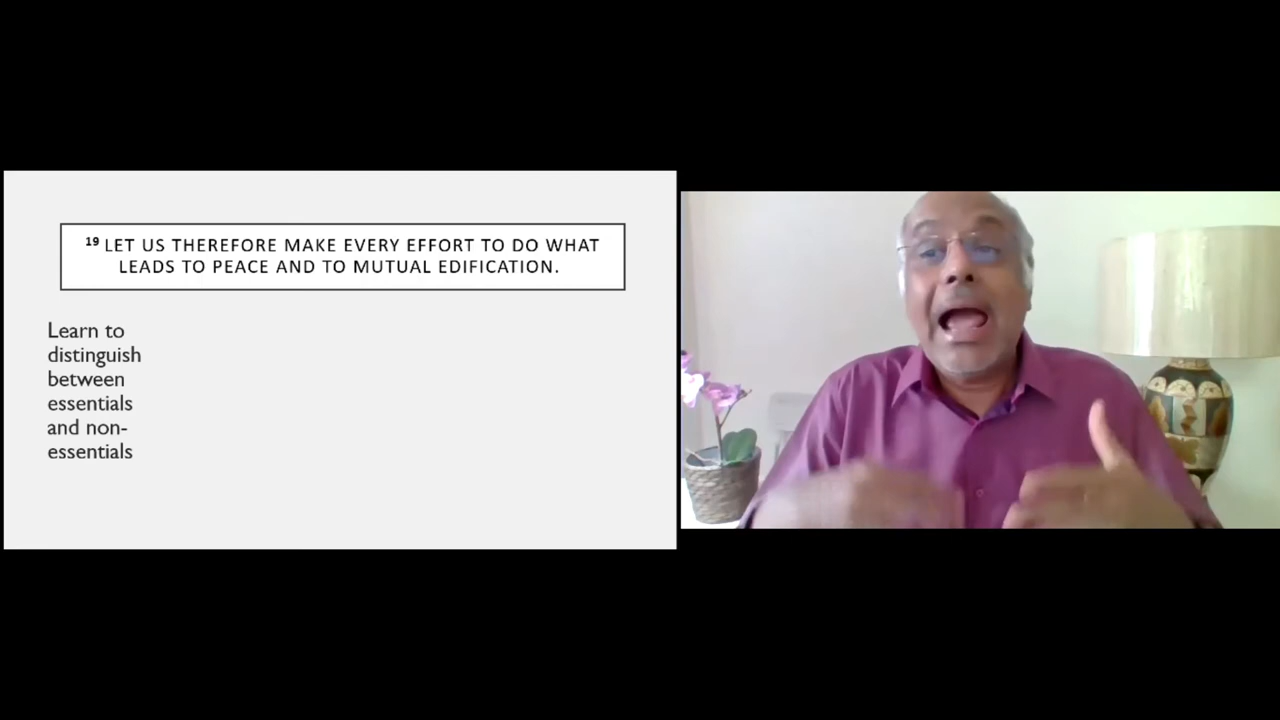 ¹⁹ LET US THEREFORE MAKE EVERY EFFORT TO DO WHAT
LEADS TO PEACE AND TO MUTUAL EDIFICATION.
Learn to
distinguish
between
essentials
and non-
essentials